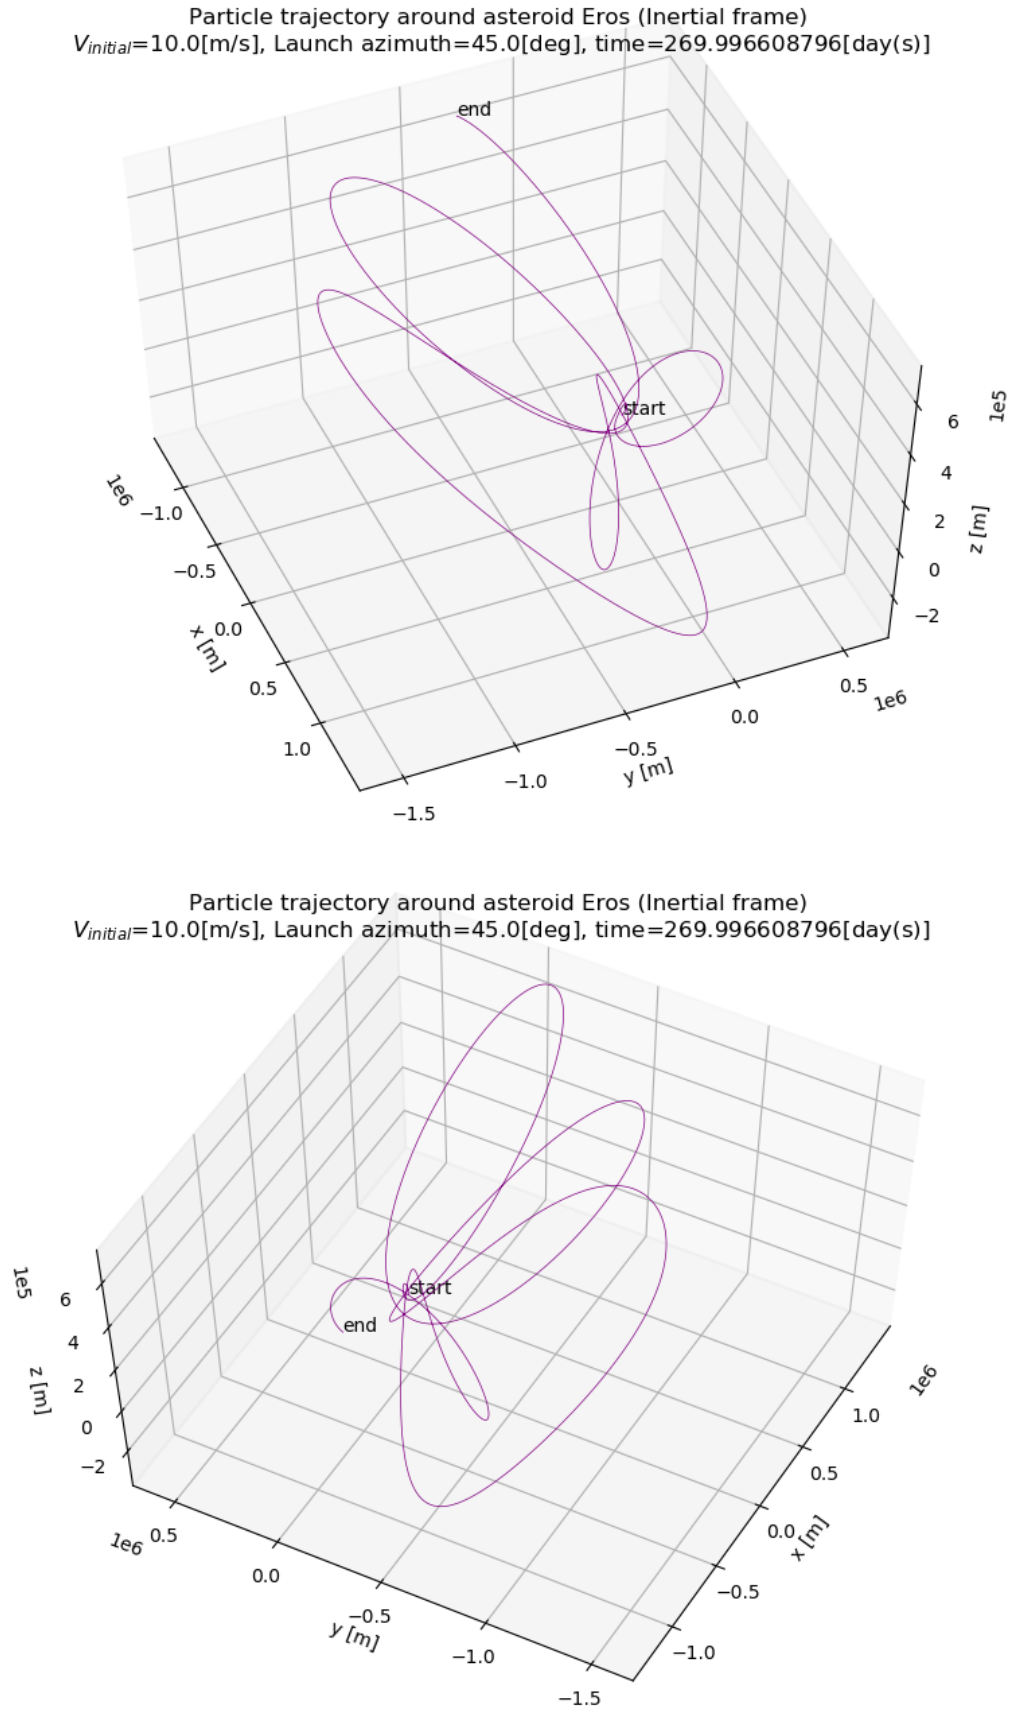 Particle trajectory around asteroid Eros (Inertial frame)
V_initial=10.0[m/s], Launch azimuth=45.0[deg], time=269.996608796[day(s)]
end
start
1e5
6
4
2
0
−2
z [m]
1e6
−1.0
−0.5
0.0
0.5
1.0
x [m]
−1.5
−1.0
−0.5
0.0
0.5
1e6
y [m]
Particle trajectory around asteroid Eros (Inertial frame)
V_initial=10.0[m/s], Launch azimuth=45.0[deg], time=269.996608796[day(s)]
start
end
1e5
6
4
2
0
−2
z [m]
1e6
0.5
0.0
−0.5
−1.0
−1.5
y [m]
1e6
1.0
0.5
0.0
−0.5
−1.0
x [m]